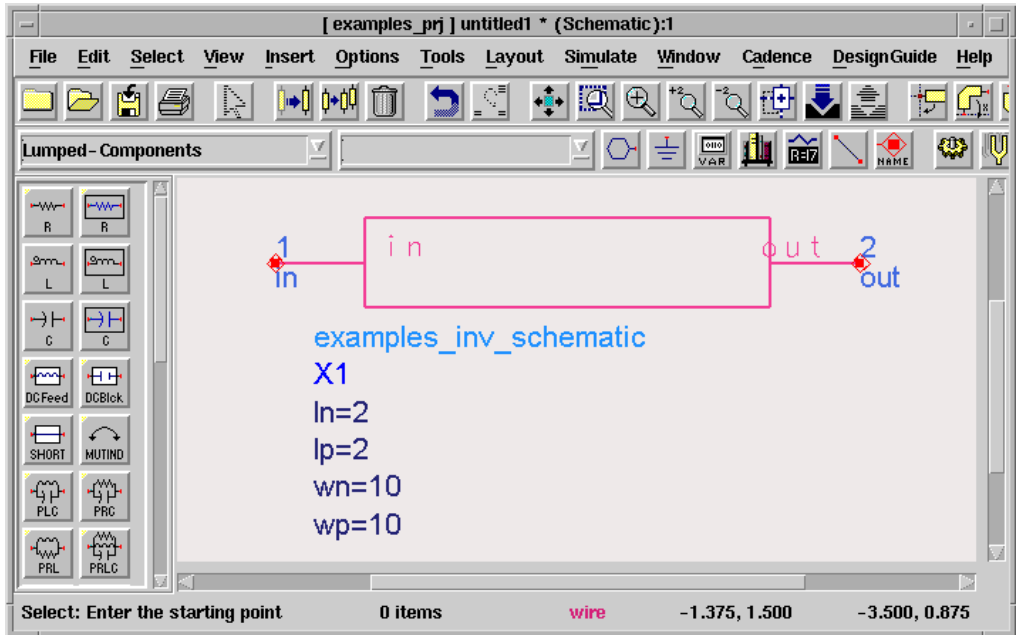 [ examples_prj ] untitled1 * (Schematic):1
File Edit Select View Insert Options Tools Layout Simulate Window Cadence DesignGuide Help
+2 -2
Lumped-Components
VAR
NAME
R R
L L
C C
DCFeed DCBlck
SHORT MUTIND
PLC PRC
PRL PRLC
1
in
in
out
2
out
examples_inv_schematic
X1
ln=2
lp=2
wn=10
wp=10
Select: Enter the starting point 0 items wire -1.375, 1.500 -3.500, 0.875